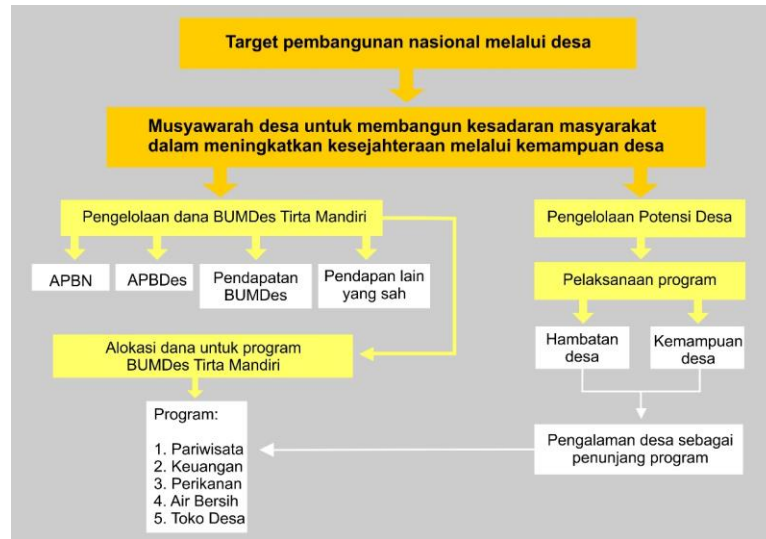 Target pembangunan nasional melalui desa
Musyawarah desa untuk membangun kesadaran masyarakat
dalam meningkatkan kesejahteraan melalui kemampuan desa
Pengelolaan dana BUMDes Tirta Mandiri
Pengelolaan Potensi Desa
APBN
APBDes
Pendapatan
BUMDes
Pendapan lain
yang sah
Pelaksanaan program
Hambatan
desa
Kemampuan
desa
Alokasi dana untuk program
BUMDes Tirta Mandiri
Program:
1. Pariwisata
2. Keuangan
3. Perikanan
4. Air Bersih
5. Toko Desa
Pengalaman desa sebagai
penunjang program